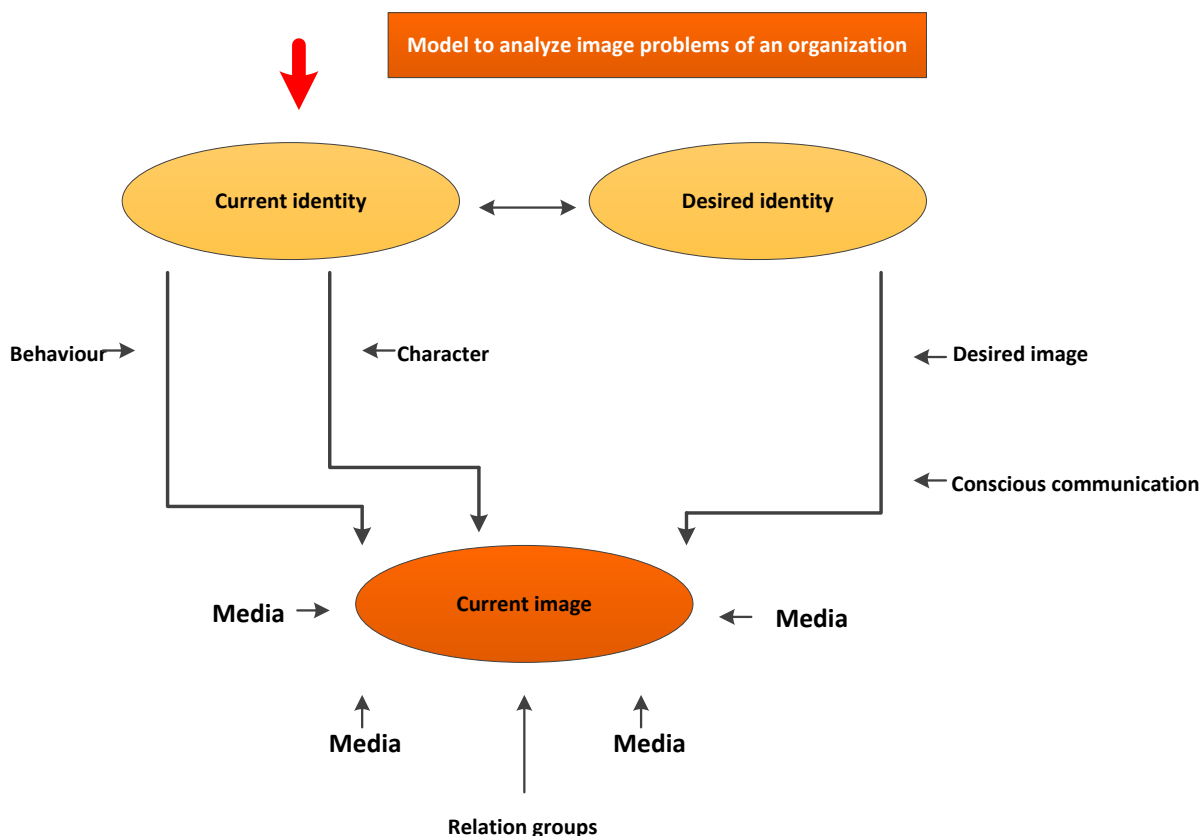 Model to analyze image problems of an organization
Current identity
Desired identity
Behaviour
Character
Desired image
Conscious communication
Current image
Media
Media
Media
Media
Relation groups